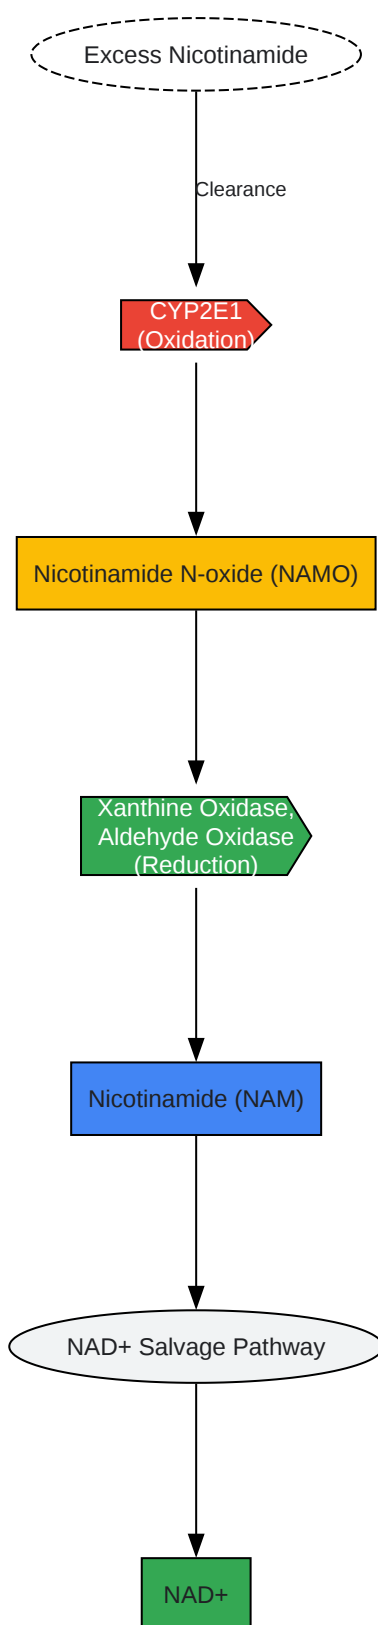 Excess Nicotinamide
Clearance
CYP2E1
(Oxidation)
Nicotinamide N-oxide (NAMO)
Xanthine Oxidase,
Aldehyde Oxidase
(Reduction)
Nicotinamide (NAM)
NAD+ Salvage Pathway
NAD+